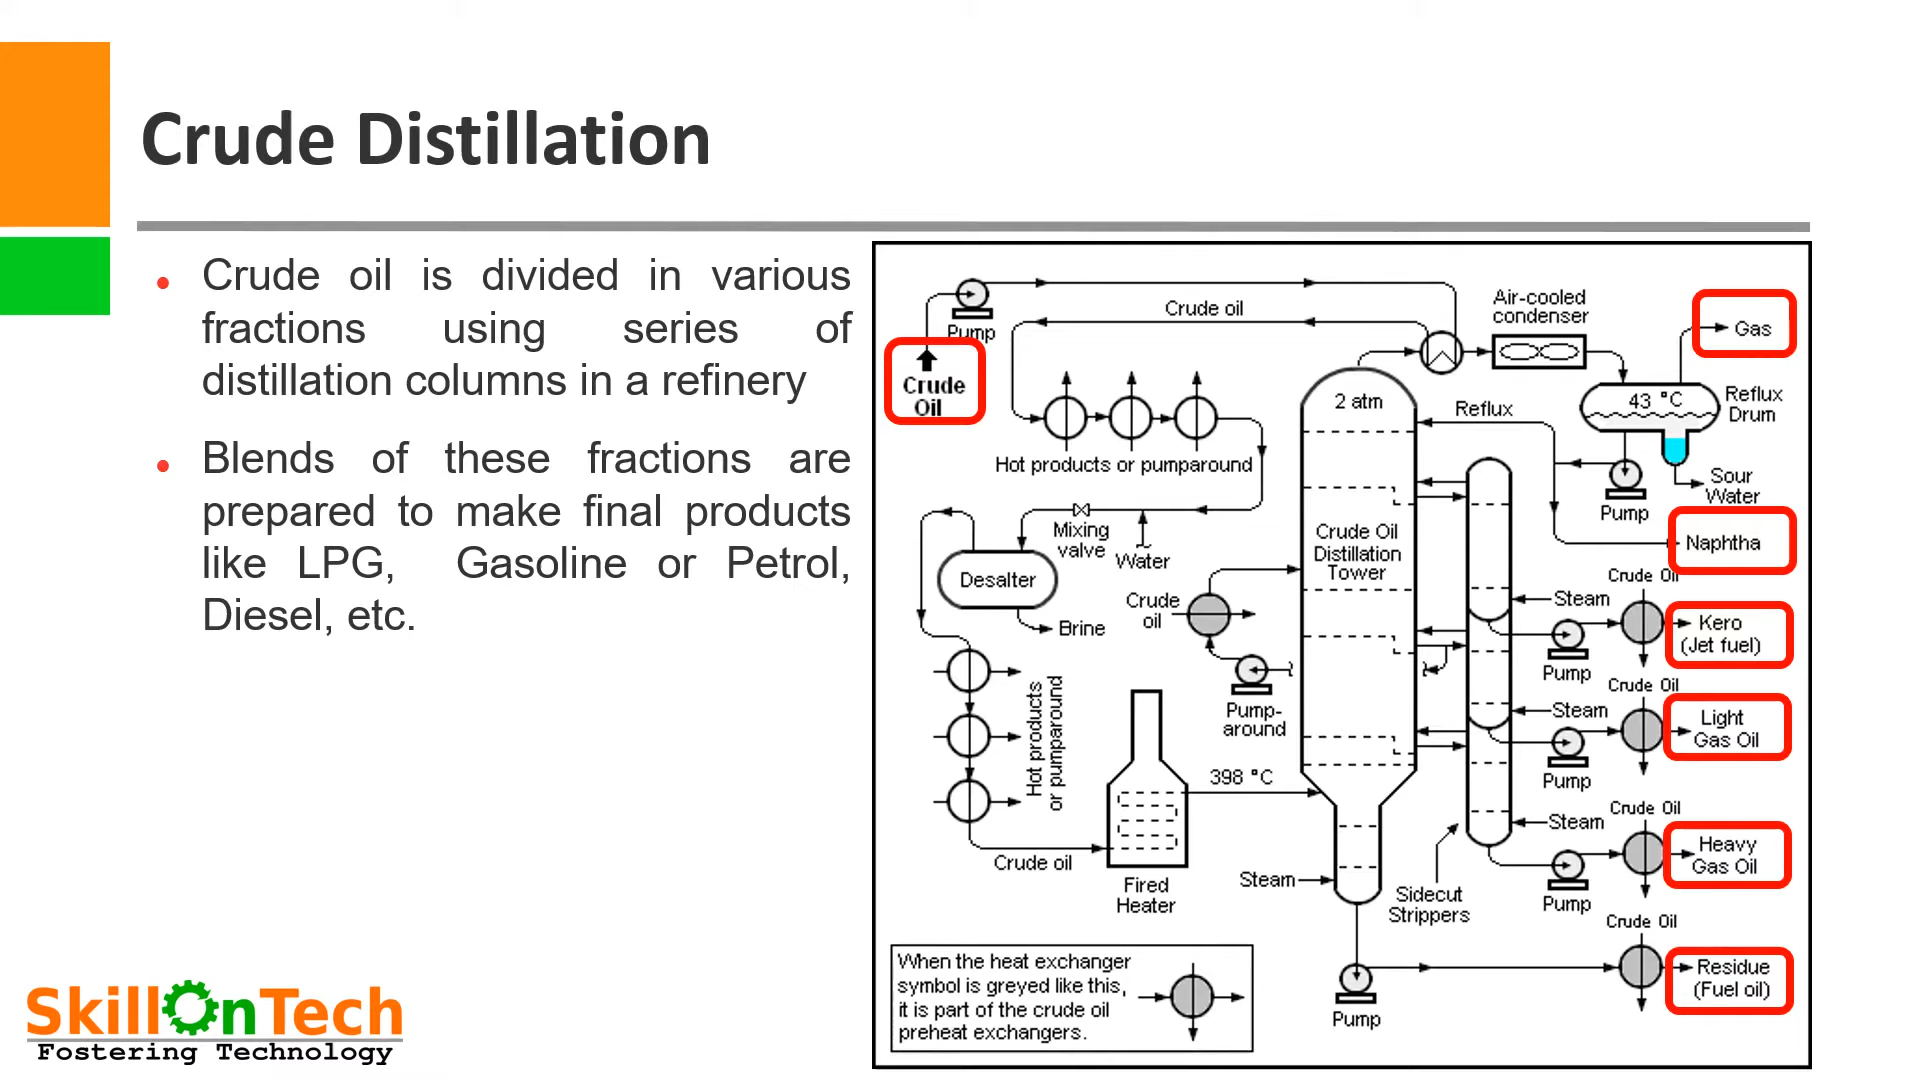 Crude Distillation
Crude oil is divided in various
fractions using series of
distillation columns in a refinery
Blends of these fractions are
prepared to make final products
like LPG, Gasoline or Petrol,
Diesel, etc.
SkillOnTech
Fostering Technology
Pump
Crude
Oil
Crude oil
Air-cooled
condenser
Gas
2 atm
Reflux
43 °C
Reflux
Drum
Hot products or pumparound
Sour
Water
Pump
Mixing
valve
Water
Crude Oil
Distillation
Tower
Naphtha
Desalter
Crude
oil
Brine
Steam
Crude Oil
Kero
(Jet fuel)
Pump
Hot products
or pumparound
Pump-
around
Steam
Crude Oil
Light
Gas Oil
Pump
398 °C
Crude oil
Fired
Heater
Steam
Sidecut
Strippers
Steam
Crude Oil
Heavy
Gas Oil
Pump
Crude Oil
Residue
(Fuel oil)
Pump
When the heat exchanger
symbol is greyed like this,
it is part of the crude oil
preheat exchangers.